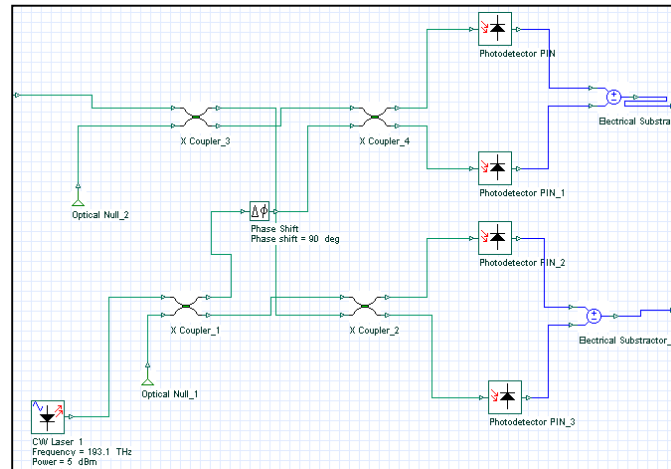 Photodetector PIN
X Coupler_3
X Coupler_4
Electrical Substra
Photodetector PIN_1
Optical Null_2
ΔΦ
Phase Shift
Phase shift = 90 deg
Photodetector PIN_2
X Coupler_1
X Coupler_2
Electrical Substractor_
Optical Null_1
Photodetector PIN_3
CW Laser 1
Frequency = 193.1 THz
Power = 5 dBm